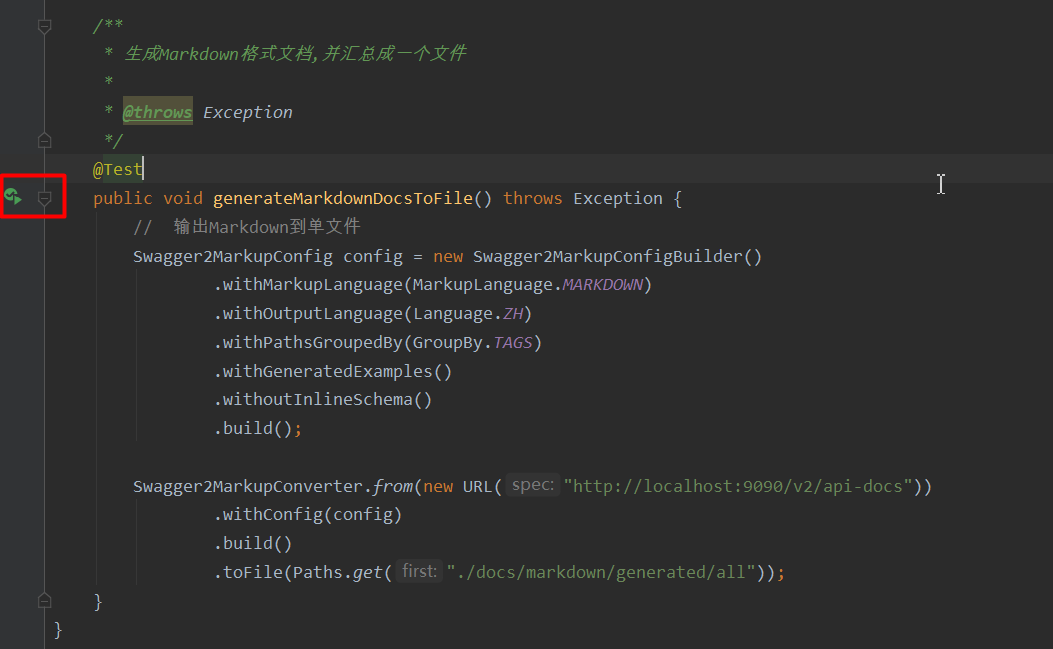 /**
 * 生成Markdown格式文档,并汇总成一个文件
 *
 * @throws Exception
 */
@Test
public void generateMarkdownDocsToFile() throws Exception {
    //  输出Markdown到单文件
    Swagger2MarkupConfig config = new Swagger2MarkupConfigBuilder()
            .withMarkupLanguage(MarkupLanguage.MARKDOWN)
            .withOutputLanguage(Language.ZH)
            .withPathsGroupedBy(GroupBy.TAGS)
            .withGeneratedExamples()
            .withoutInlineSchema()
            .build();

    Swagger2MarkupConverter.from(new URL( spec: "http://localhost:9090/v2/api-docs"))
            .withConfig(config)
            .build()
            .toFile(Paths.get( first: "./docs/markdown/generated/all"));
}
}